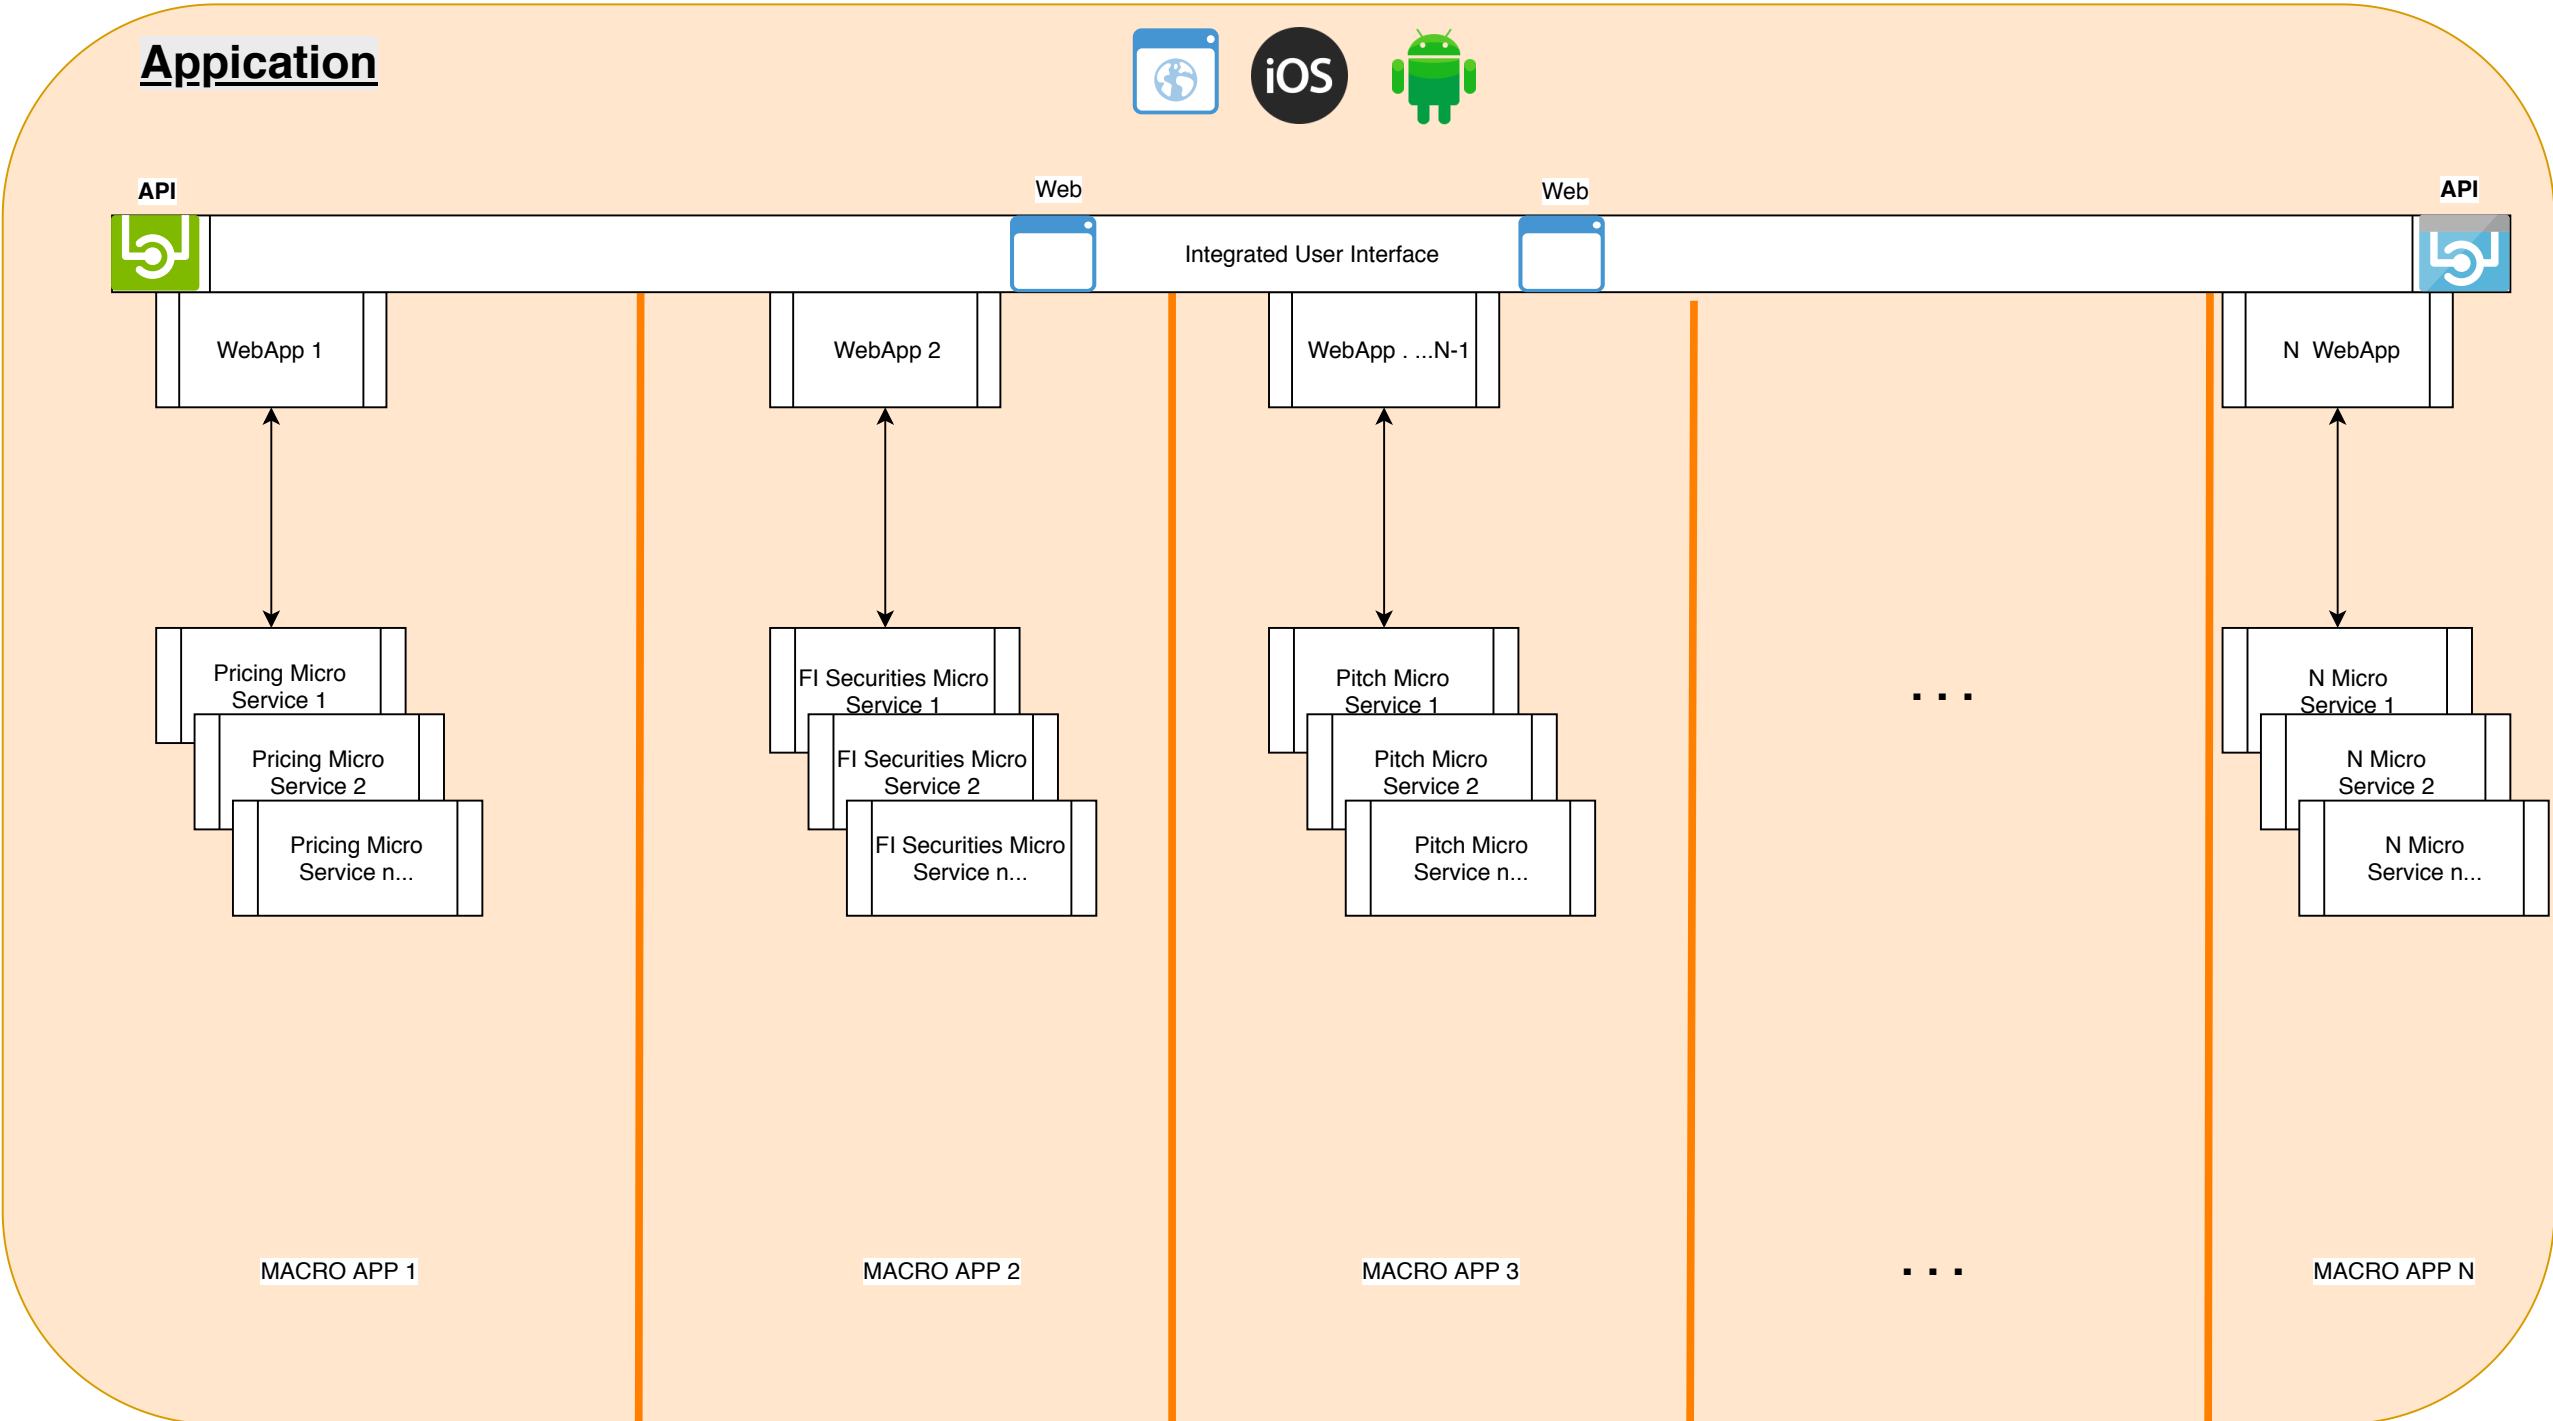 Appication
iOS
API
Web
Web
API
Integrated User Interface
WebApp 1
WebApp 2
WebApp . ...N-1
N  WebApp
Pricing Micro
Service 1
Pricing Micro
Service 2
Pricing Micro
Service n...
FI Securities Micro
Service 1
FI Securities Micro
Service 2
FI Securities Micro
Service n...
Pitch Micro
Service 1
Pitch Micro
Service 2
Pitch Micro
Service n...
. . .
N Micro
Service 1
N Micro
Service 2
N Micro
Service n...
MACRO APP 1
MACRO APP 2
MACRO APP 3
. . .
MACRO APP N